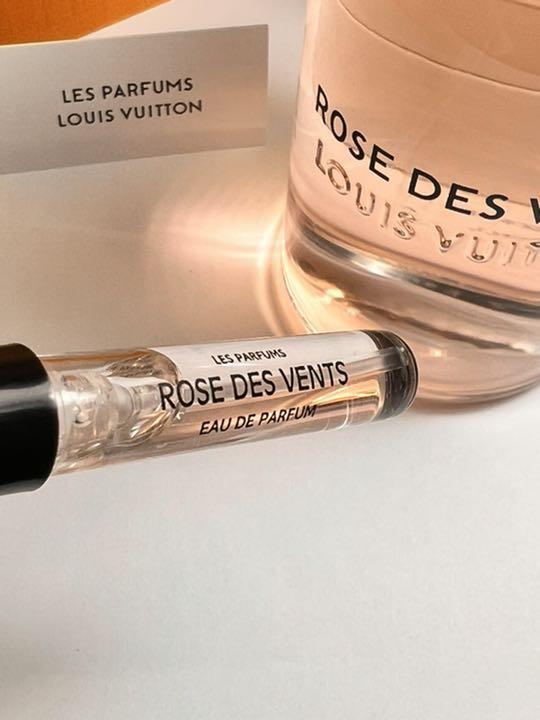 LES PARFUMS
LOUIS VUITTON
ROSE DES V
LOUIS VUIT
LES PARFUMS
ROSE DES VENTS
EAU DE PARFUM